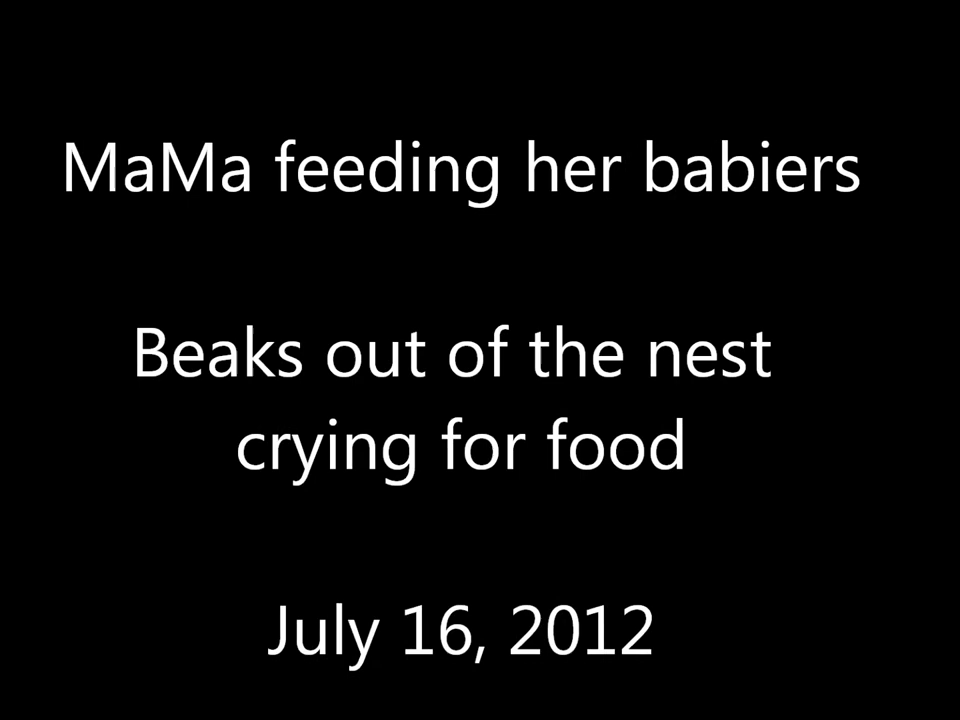 MaMa feeding her babiers
Beaks out of the nest
crying for food
July 16, 2012